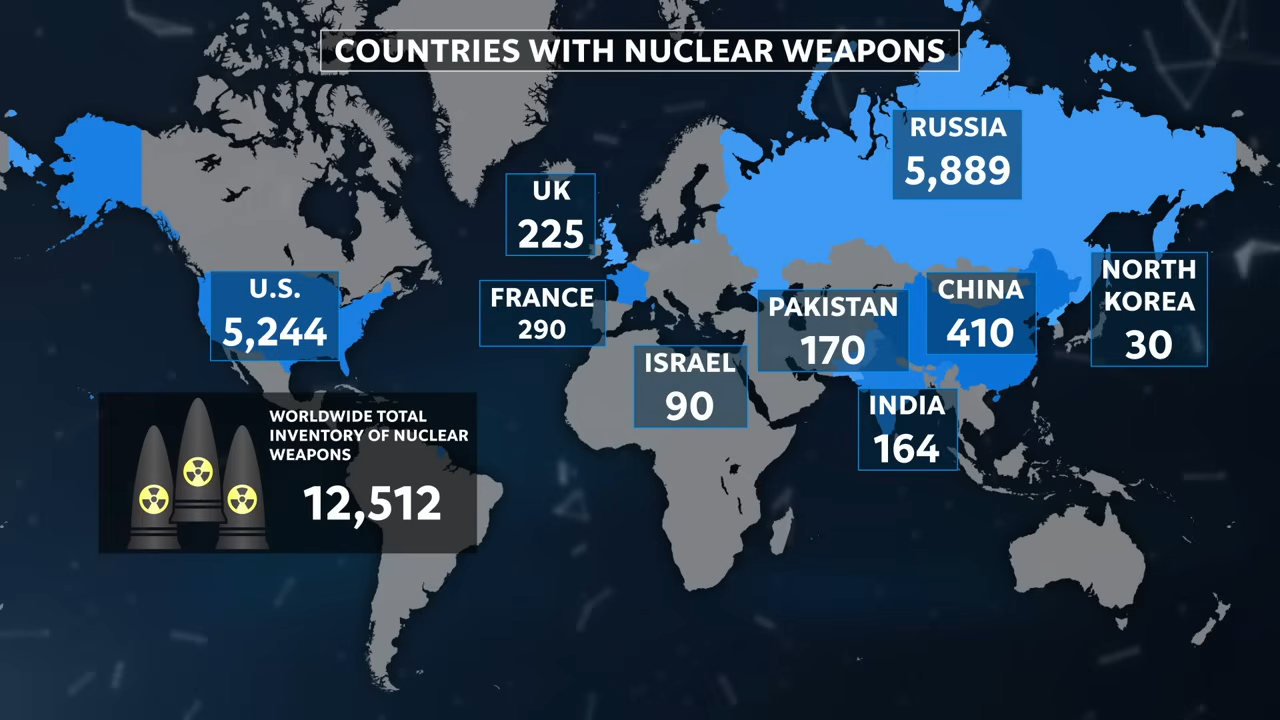 COUNTRIES WITH NUCLEAR WEAPONS
RUSSIA
5,889
UK
225
U.S.
5,244
FRANCE
290
PAKISTAN
170
CHINA
410
NORTH
KOREA
30
ISRAEL
90
INDIA
164
WORLDWIDE TOTAL
INVENTORY OF NUCLEAR
WEAPONS
12,512